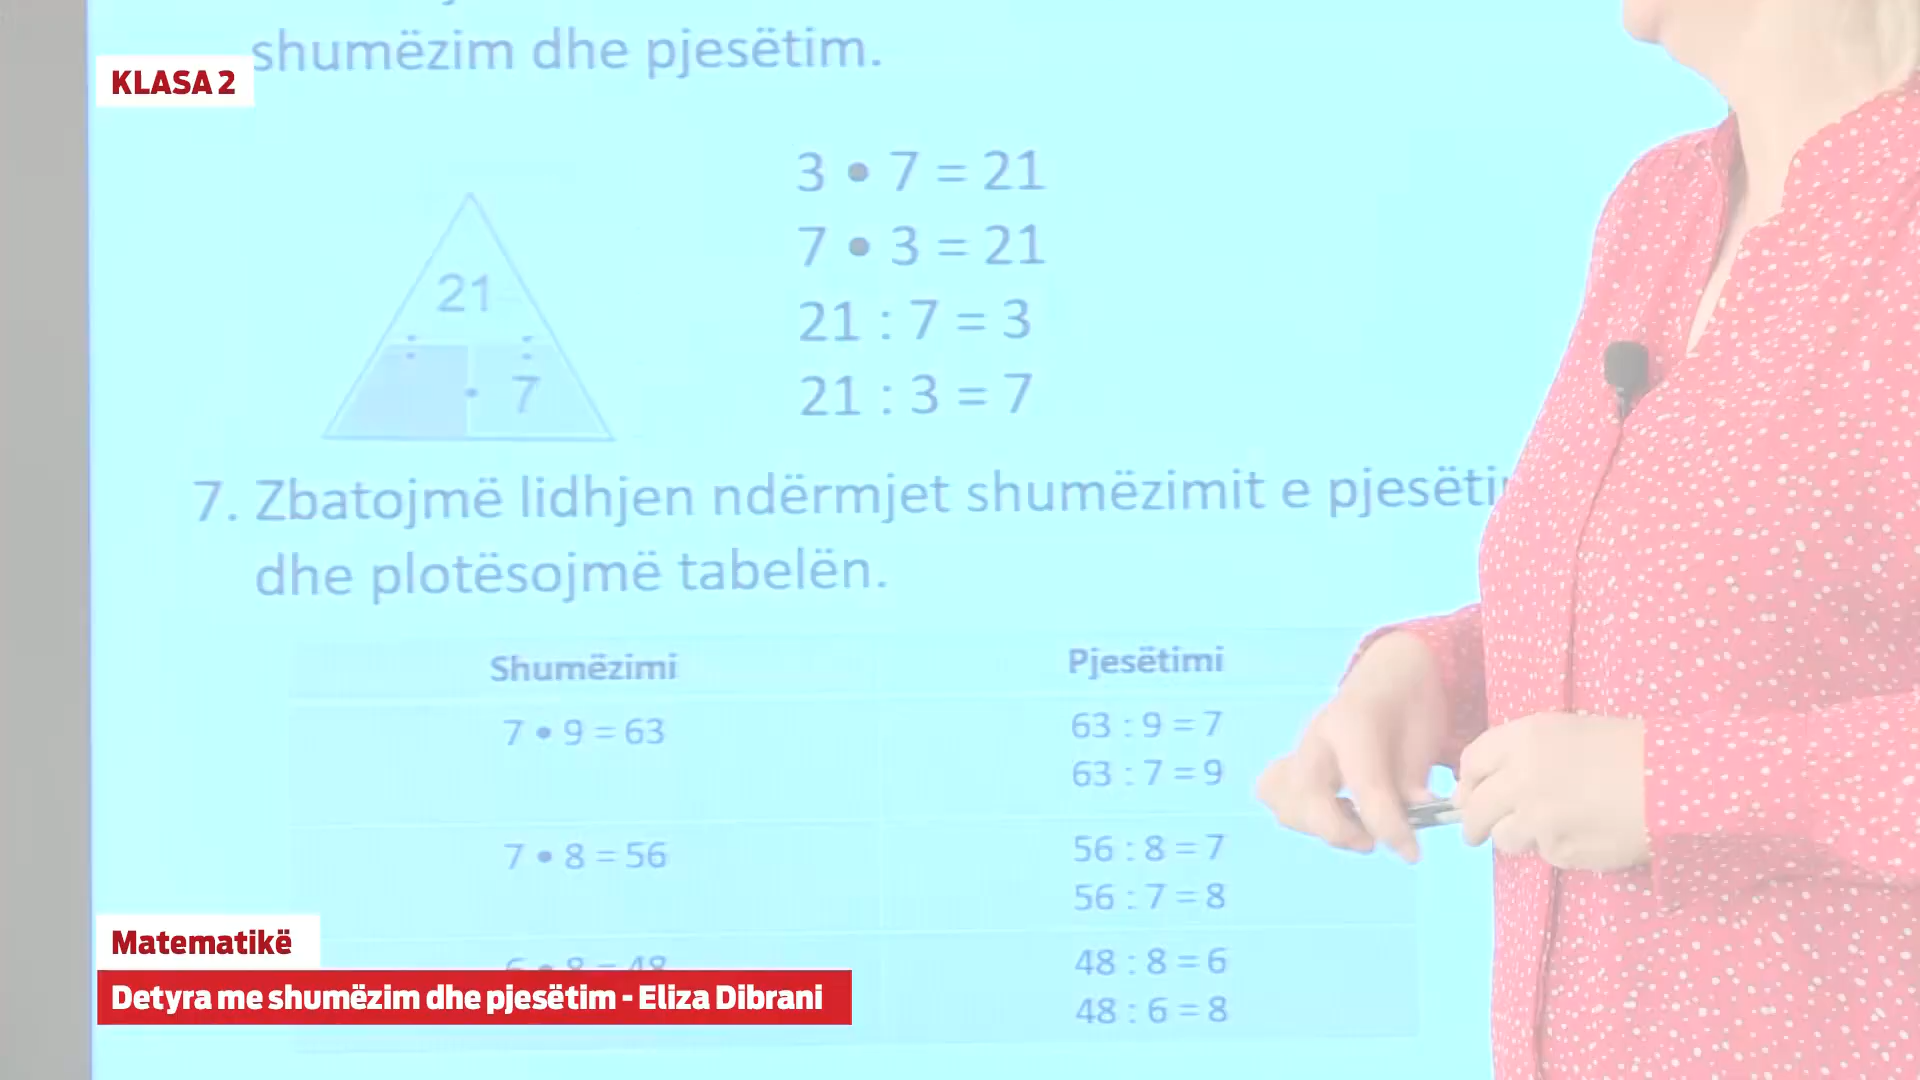 shumëzim dhe pjesëtim.
KLASA 2
3 • 7 = 21
7 • 3 = 21
21 : 7 = 3
21 : 3 = 7
21
: :
• 7
7. Zbatojmë lidhjen ndërmjet shumëzimit e
dhe plotësojmë tabelën.
Shumëzimi Pjesëtimi
7 • 9 = 63
63 : 9 = 7
63 : 7 = 9
7 • 8 = 56
56 : 8 = 7
56 : 7 = 8
6 • 8 = 48
48 : 8 = 6
48 : 6 = 8
Matematikë
Detyra me shumëzim dhe pjesëtim - Eliza Dibrani